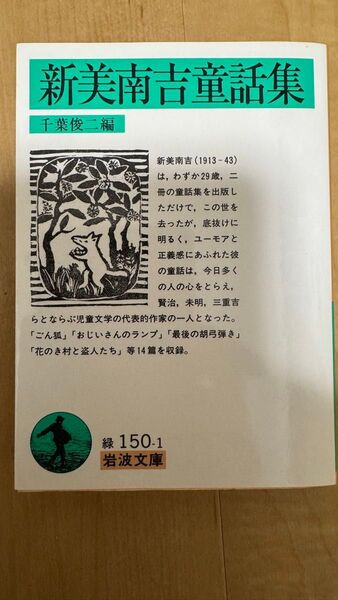 新美南吉童話集
千葉俊二編
新美南吉(1913-43)
は，わずか29歳，二
冊の童話集を出版し
ただけで，この世を
去ったが，底抜けに
明るく，ユーモアと
正義感にあふれた彼
の童話は，今日多く
の人の心をとらえ，
賢治，未明，三重吉
らとならぶ児童文学の代表的作家の一人となった。
「ごん狐」「おじいさんのランプ」「最後の胡弓弾き」
「花のき村と盗人たち」等14篇を収録。
緑 150-1
岩波文庫